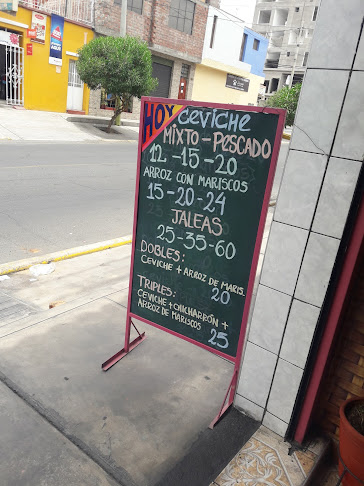 HOY ceviche
MIXTO - PESCADO
12 - 15 - 20
ARROZ CON MARISCOS
15 - 20 - 24
JALEAS
25 - 35 - 60
DOBLES:
CEVICHE + ARROZ DE MARIS.
20
TRIPLES:
CEVICHE + CHICHARRÓN +
ARROZ DE MARISCOS
25